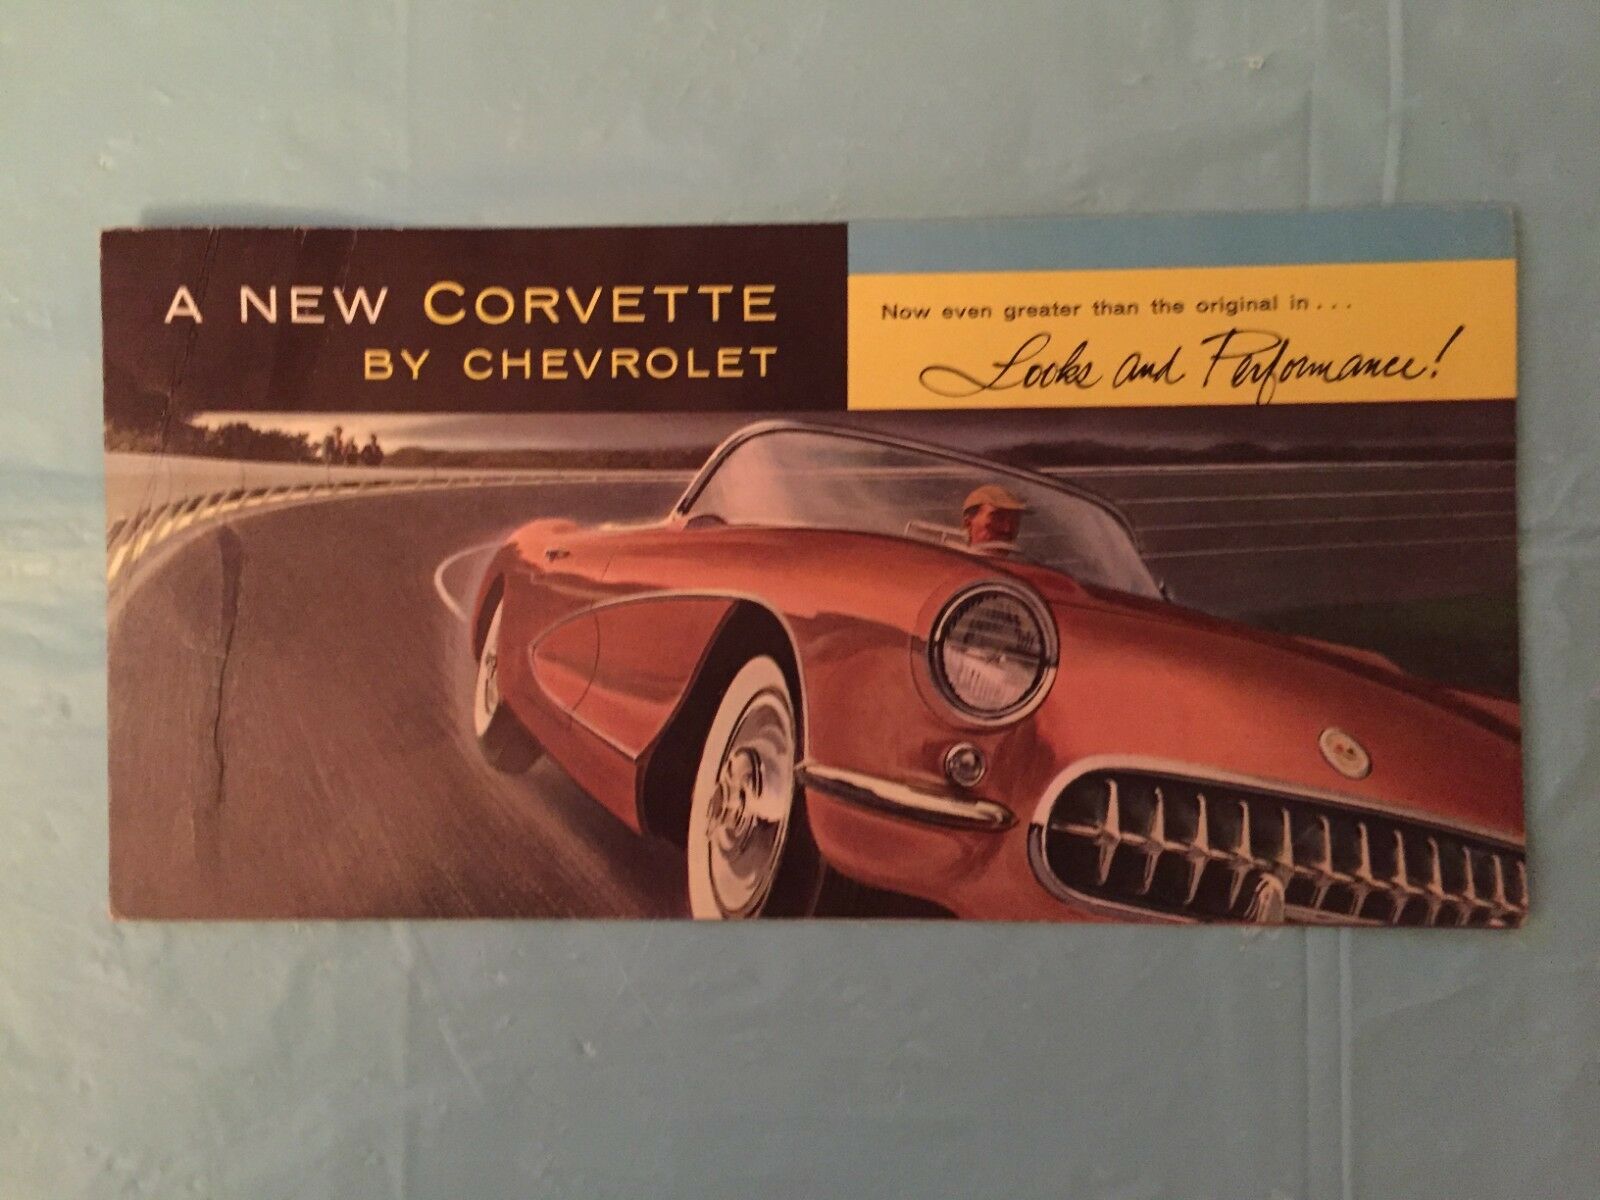 A NEW CORVETTE
BY CHEVROLET
Now even greater than the original in...
Looks and Performance!